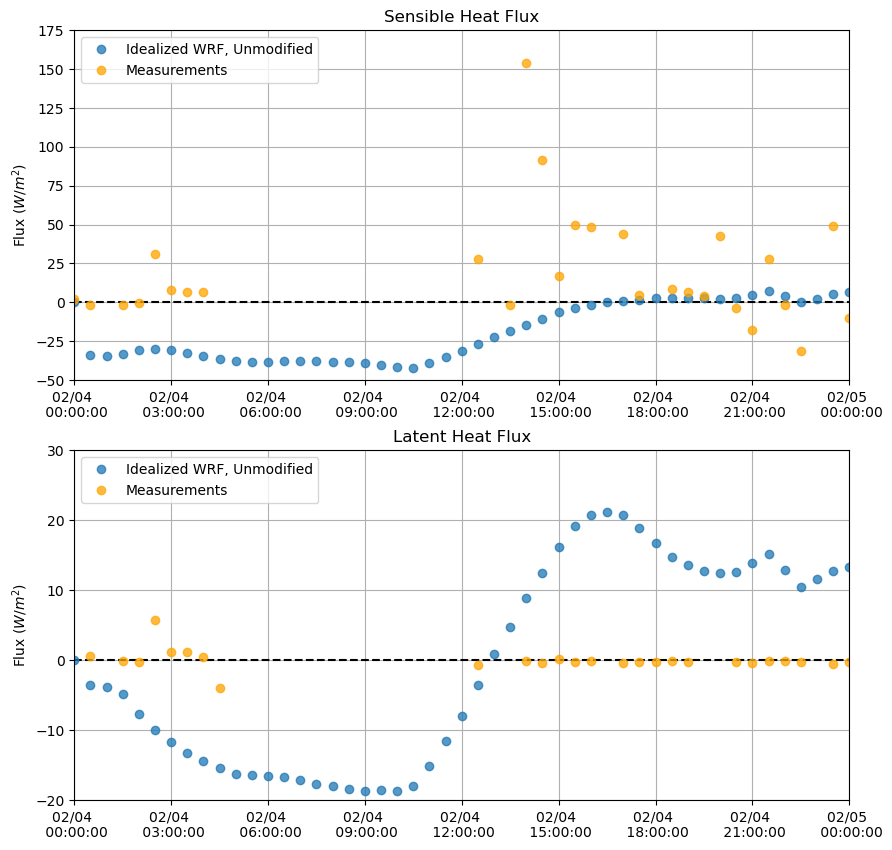 Sensible Heat Flux
175
150
125
100
75
50
25
0
−25
−50
Flux (W/m²)
Idealized WRF, Unmodified
Measurements
02/04 02/04 02/04 02/04 02/04 02/04 02/04 02/04 02/05
00:00:00 03:00:00 06:00:00 09:00:00 12:00:00 15:00:00 18:00:00 21:00:00 00:00:00
Latent Heat Flux
30
20
10
0
−10
−20
Flux (W/m²)
Idealized WRF, Unmodified
Measurements
02/04 02/04 02/04 02/04 02/04 02/04 02/04 02/04 02/05
00:00:00 03:00:00 06:00:00 09:00:00 12:00:00 15:00:00 18:00:00 21:00:00 00:00:00